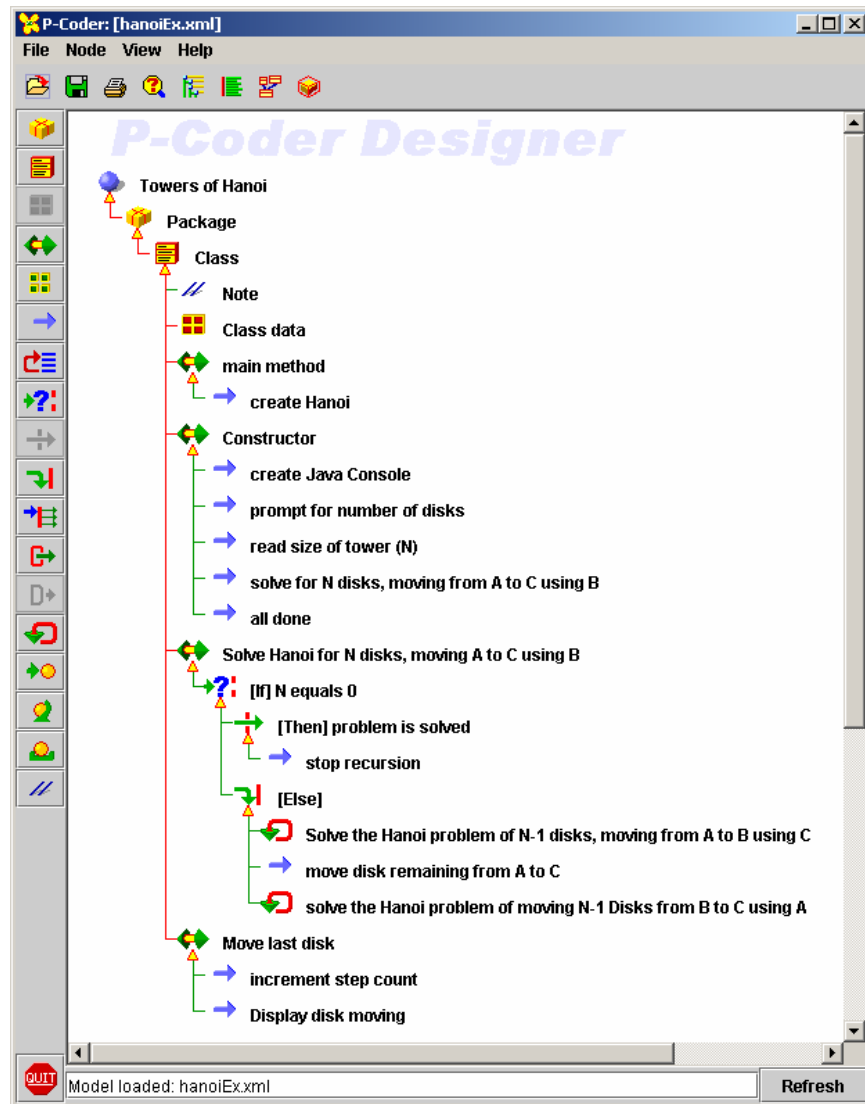 P-Coder: [hanoiEx.xml]
File Node View Help
P-Coder Designer
Towers of Hanoi
Package
Class
Note
Class data
main method
create Hanoi
Constructor
create Java Console
prompt for number of disks
read size of tower (N)
solve for N disks, moving from A to C using B
all done
Solve Hanoi for N disks, moving A to C using B
[If] N equals 0
[Then] problem is solved
stop recursion
[Else]
Solve the Hanoi problem of N-1 disks, moving from A to B using C
move disk remaining from A to C
solve the Hanoi problem of moving N-1 Disks from B to C using A
Move last disk
increment step count
Display disk moving
QUIT
Model loaded: hanoiEx.xml
Refresh